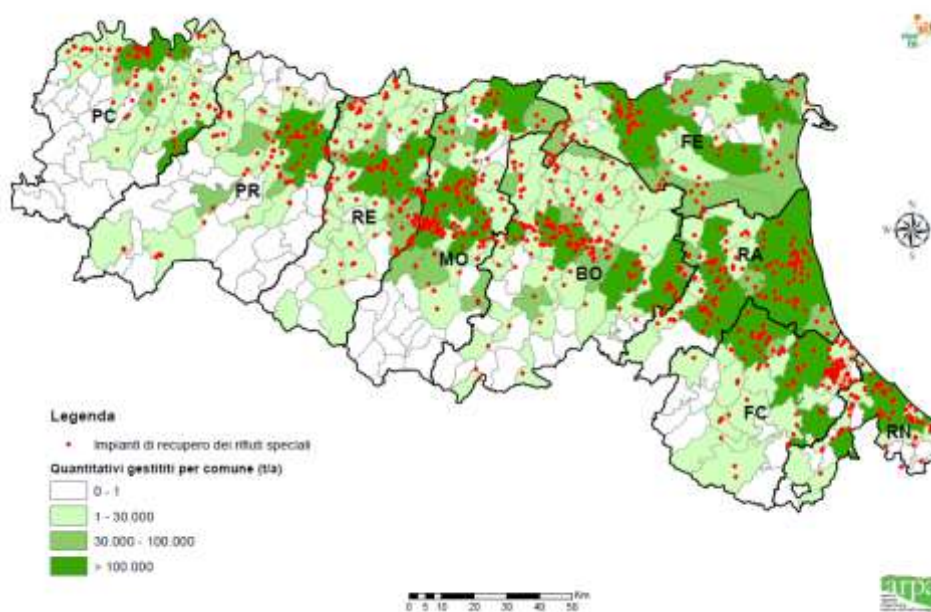 PC
PR
RE
MO
BO
FE
RA
FC
RN
N
W
S
Legenda
Impianti di recupero dei rifiuti speciali
Quantitativi gestititi per comune (t/a)
0 - 1
1 - 30.000
30.000 - 100.000
> 100.000
Km
0 5 10 20 30 40 50
arpa